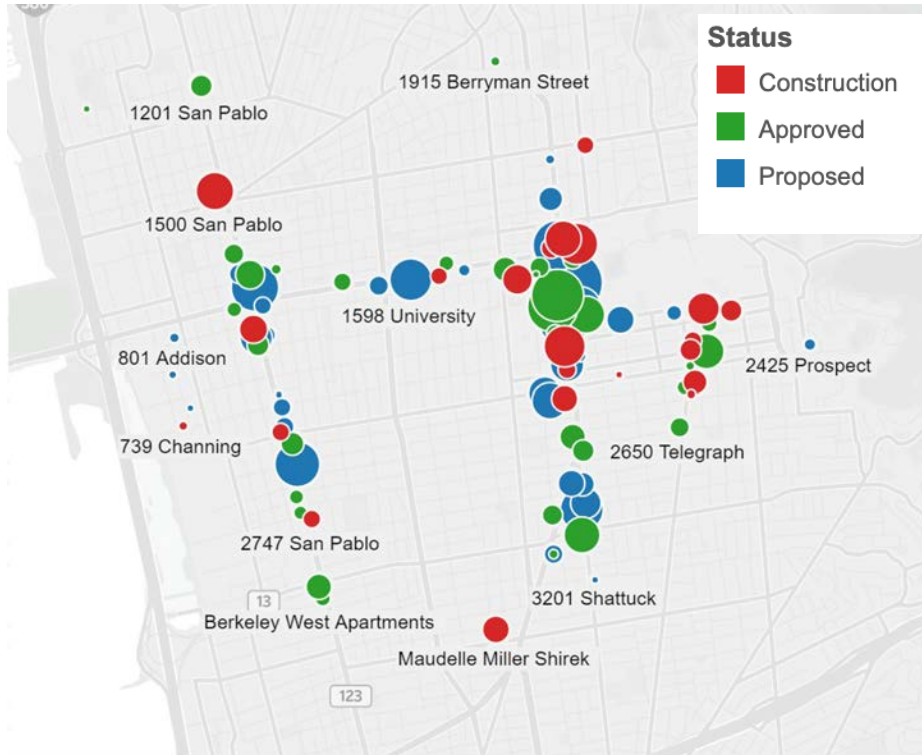 580
Status
Construction
Approved
Proposed
1915 Berryman Street
1201 San Pablo
1500 San Pablo
1598 University
801 Addison
2425 Prospect
739 Channing
2650 Telegraph
2747 San Pablo
13
3201 Shattuck
Berkeley West Apartments
Maudelle Miller Shirek
123